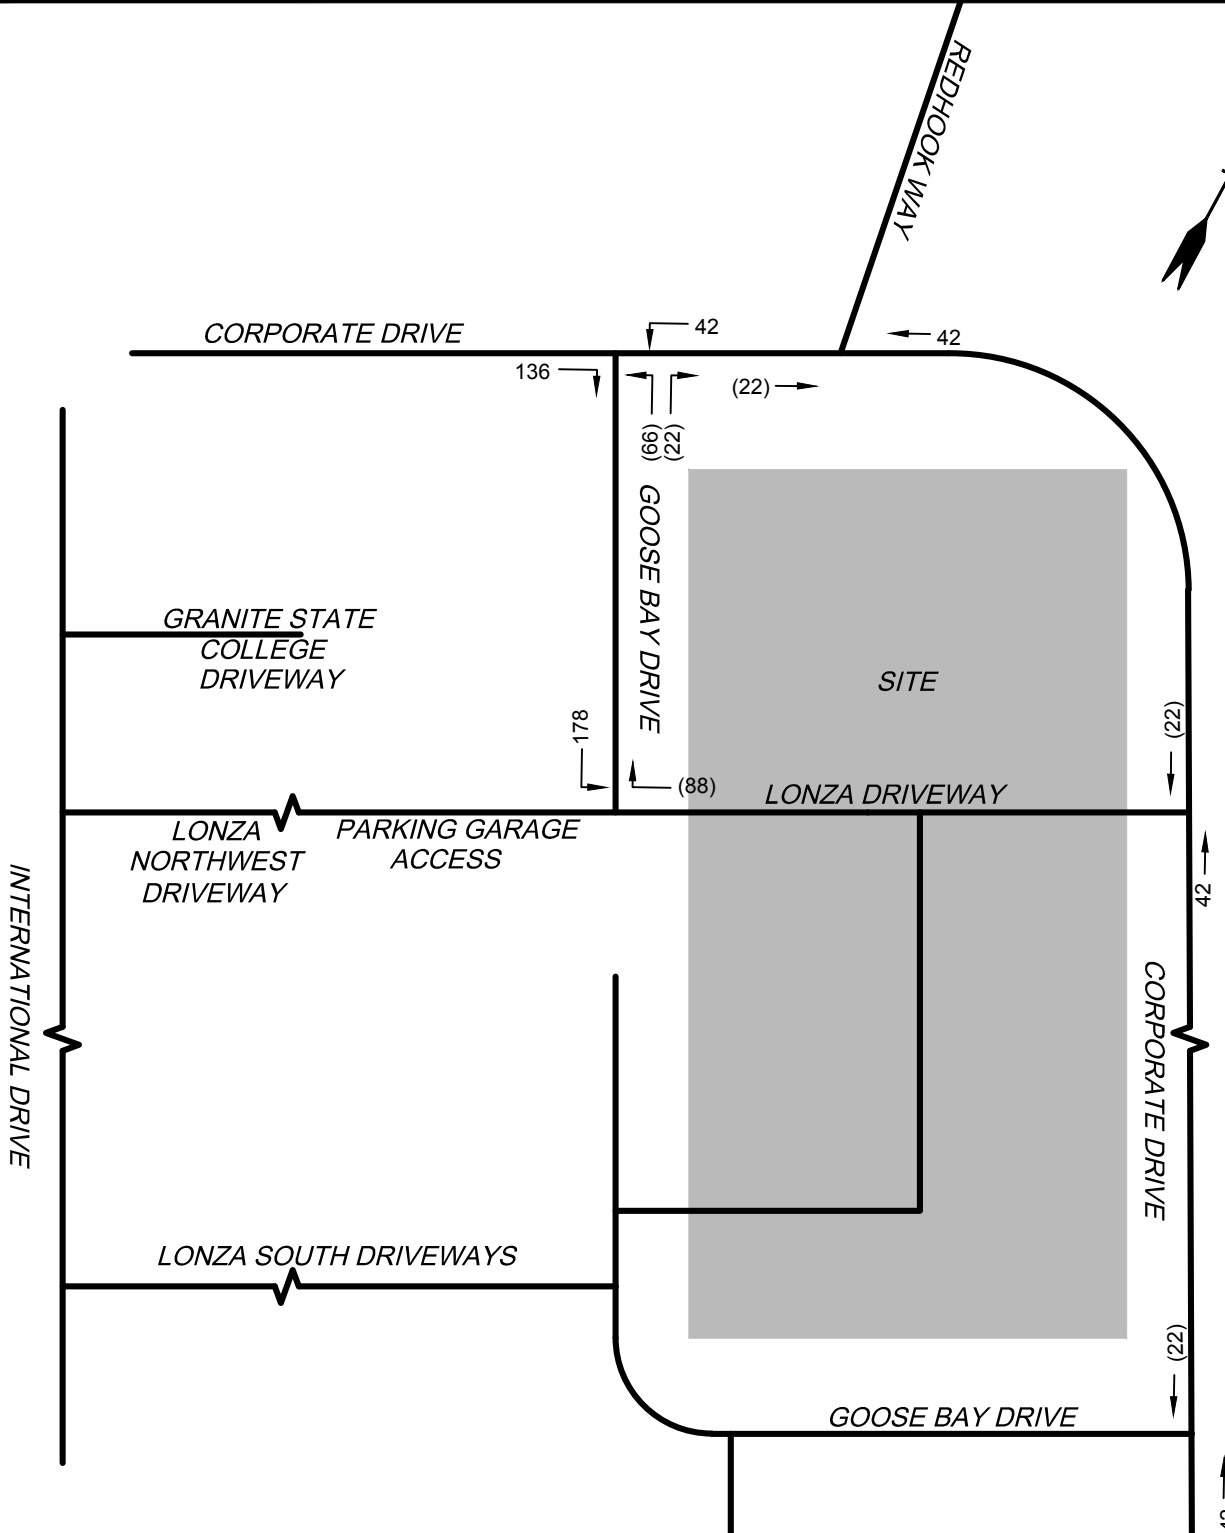 REDHOOK WAY
CORPORATE DRIVE
42
42
136
(22)
(66)
(22)
GOOSE BAY DRIVE
GRANITE STATE
COLLEGE
DRIVEWAY
SITE
178
(22)
(88)
LONZA DRIVEWAY
LONZA
NORTHWEST
DRIVEWAY
PARKING GARAGE
ACCESS
42
INTERNATIONAL DRIVE
CORPORATE DRIVE
LONZA SOUTH DRIVEWAYS
(22)
GOOSE BAY DRIVE